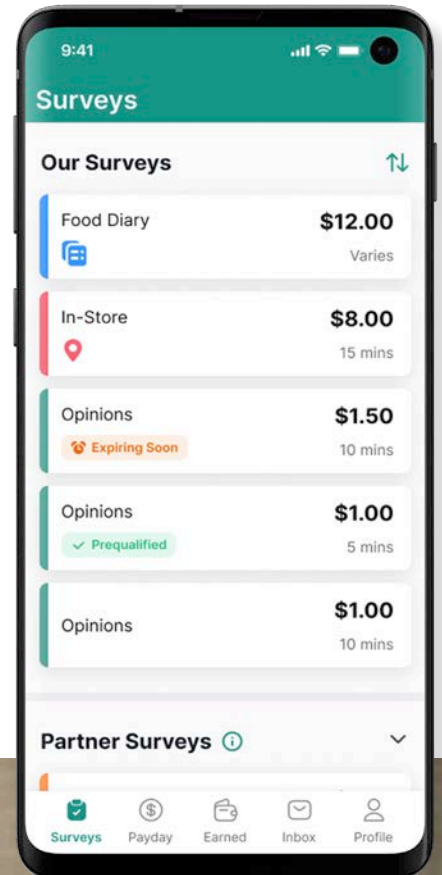 9:41
Surveys
Our Surveys
Food Diary
$12.00
Varies
In-Store
$8.00
15 mins
Opinions
$1.50
Expiring Soon
10 mins
Opinions
$1.00
Prequalified
5 mins
Opinions
$1.00
10 mins
Partner Surveys
Surveys Payday Earned Inbox Profile